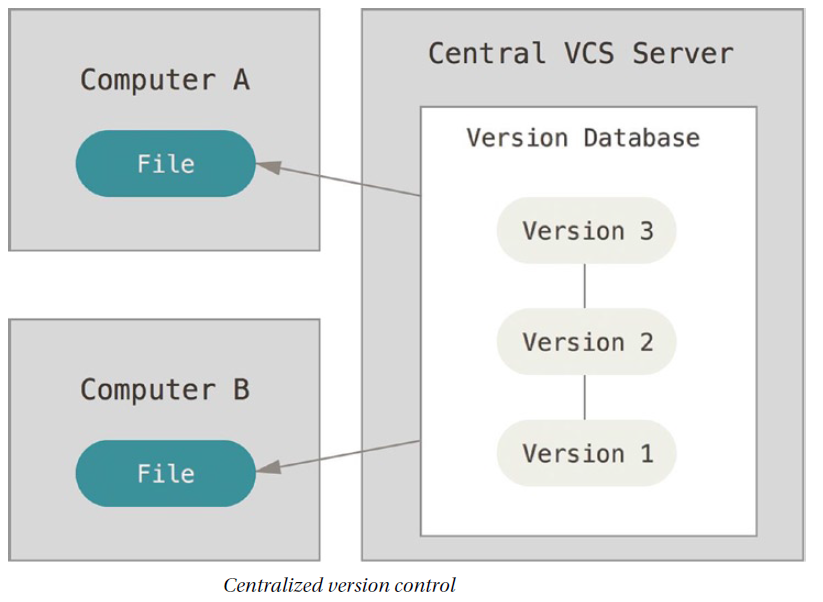 Computer A
File
Computer B
File
Central VCS Server
Version Database
Version 3
Version 2
Version 1
Centralized version control